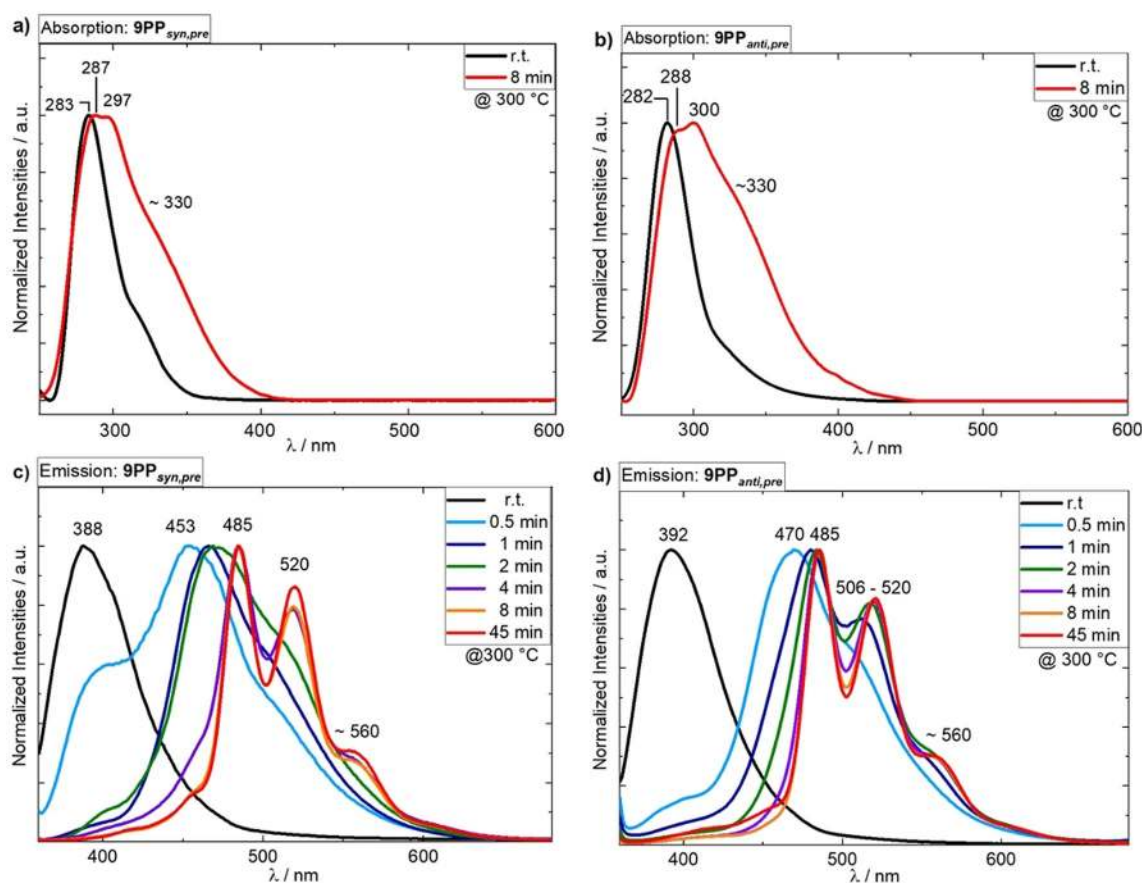 a) Absorption: 9PPsyn,pre
r.t.
8 min
@ 300 °C
287
283
297
~ 330
Normalized Intensities / a.u.
300
400
500
600
λ / nm
b) Absorption: 9PPanti,pre
r.t.
8 min
@ 300 °C
288
282
300
~330
Normalized Intensities / a.u.
300
400
500
600
λ / nm
c) Emission: 9PPsyn,pre
r.t.
0.5 min
1 min
2 min
4 min
8 min
45 min
@300 °C
388
453
485
520
~ 560
Normalized Intensities / a.u.
400
500
600
λ / nm
d) Emission: 9PPanti,pre
r.t
0.5 min
1 min
2 min
4 min
8 min
45 min
@ 300 °C
392
470 485
506 - 520
~ 560
Normalized Intensities / a.u.
400
500
600
λ / nm